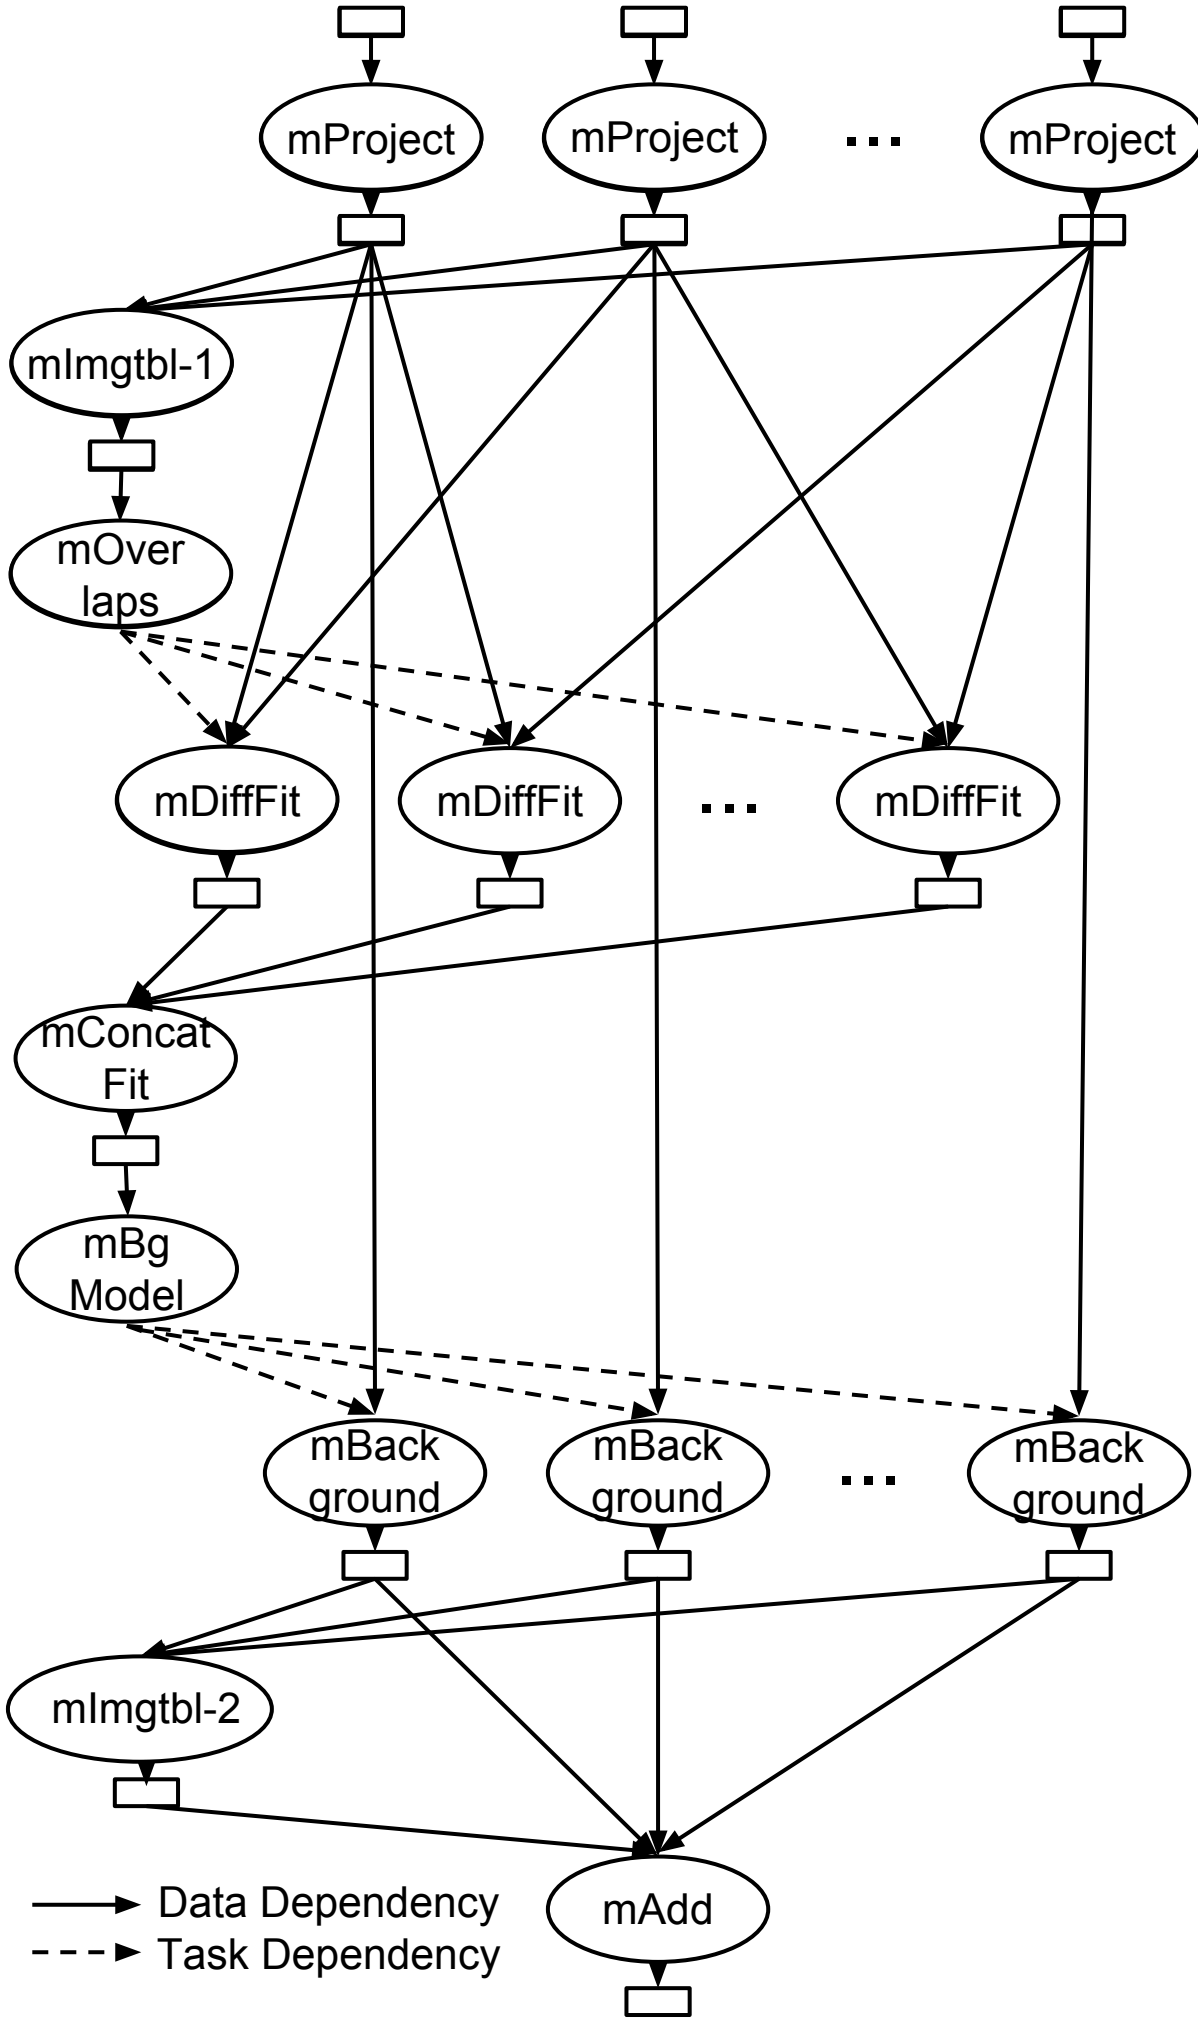 mProject
mProject
...
mProject
mImgtbl-1
mOver
laps
mDiffFit
mDiffFit
...
mDiffFit
mConcat
Fit
mBg
Model
mBack
ground
mBack
ground
...
mBack
ground
mImgtbl-2
mAdd
Data Dependency
Task Dependency